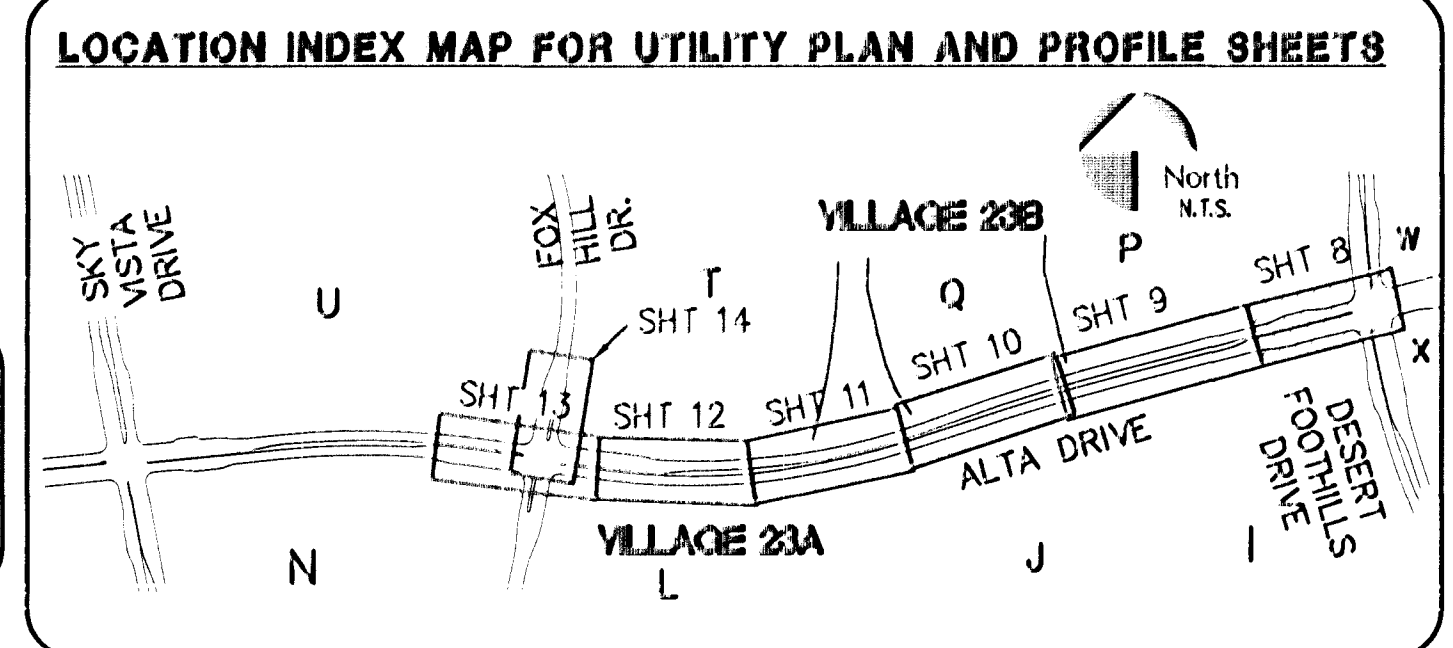 LOCATION INDEX MAP FOR UTILITY PLAN AND PROFILE SHEETS
North
N.T.S.
SKY
VISTA
DRIVE
U
FOX
HILL
DR.
T
SHT 14
VILLAGE 23B
Q
P
W
SHT 8
SHT 9
SHT 10
X
SHT 11
SHT 12
SHT 13
ALTA DRIVE
DESERT
FOOTHILLS
DRIVE
VILLAGE 23A
N
L
J
I